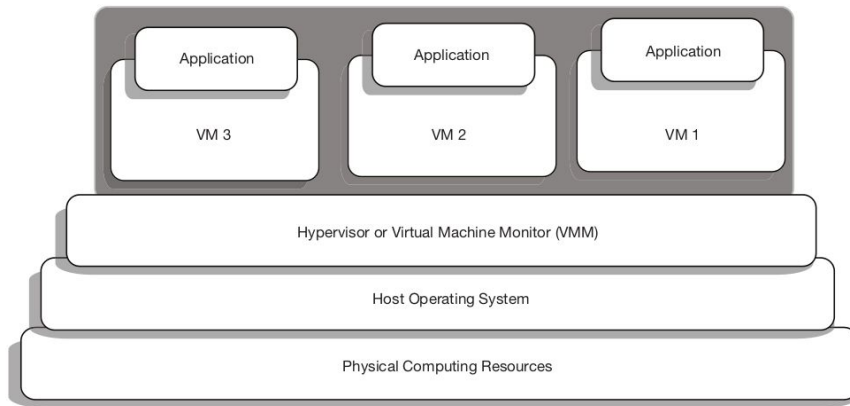 Application
Application
Application
VM 3
VM 2
VM 1
Hypervisor or Virtual Machine Monitor (VMM)
Host Operating System
Physical Computing Resources